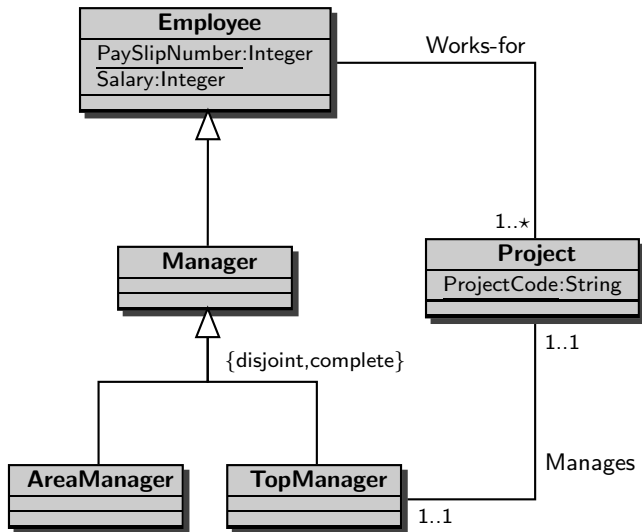 Employee
PaySlipNumber:Integer
Salary:Integer
Works-for
1..⋆
Manager
Project
ProjectCode:String
1..1
{disjoint,complete}
Manages
AreaManager
TopManager
1..1